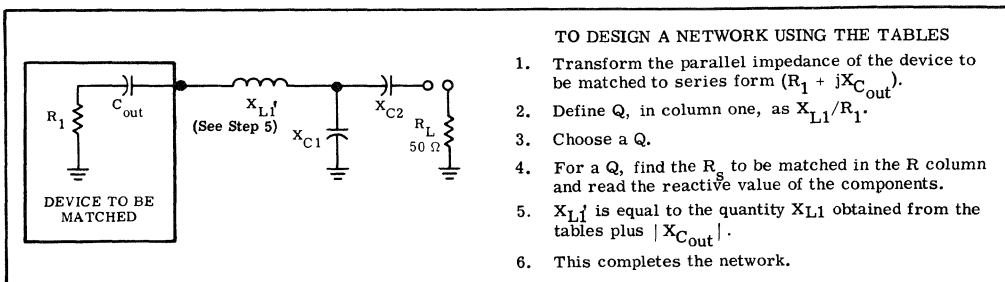 R1
Cout
XL1'
(See Step 5)
XC1
XC2
RL
50 Ω
DEVICE TO BE
MATCHED
TO DESIGN A NETWORK USING THE TABLES
1. Transform the parallel impedance of the device to
be matched to series form (R1 + jXCout).
2. Define Q, in column one, as XL1/R1.
3. Choose a Q.
4. For a Q, find the Rs to be matched in the R column
and read the reactive value of the components.
5. XL1' is equal to the quantity XL1 obtained from the
tables plus |XCout|.
6. This completes the network.